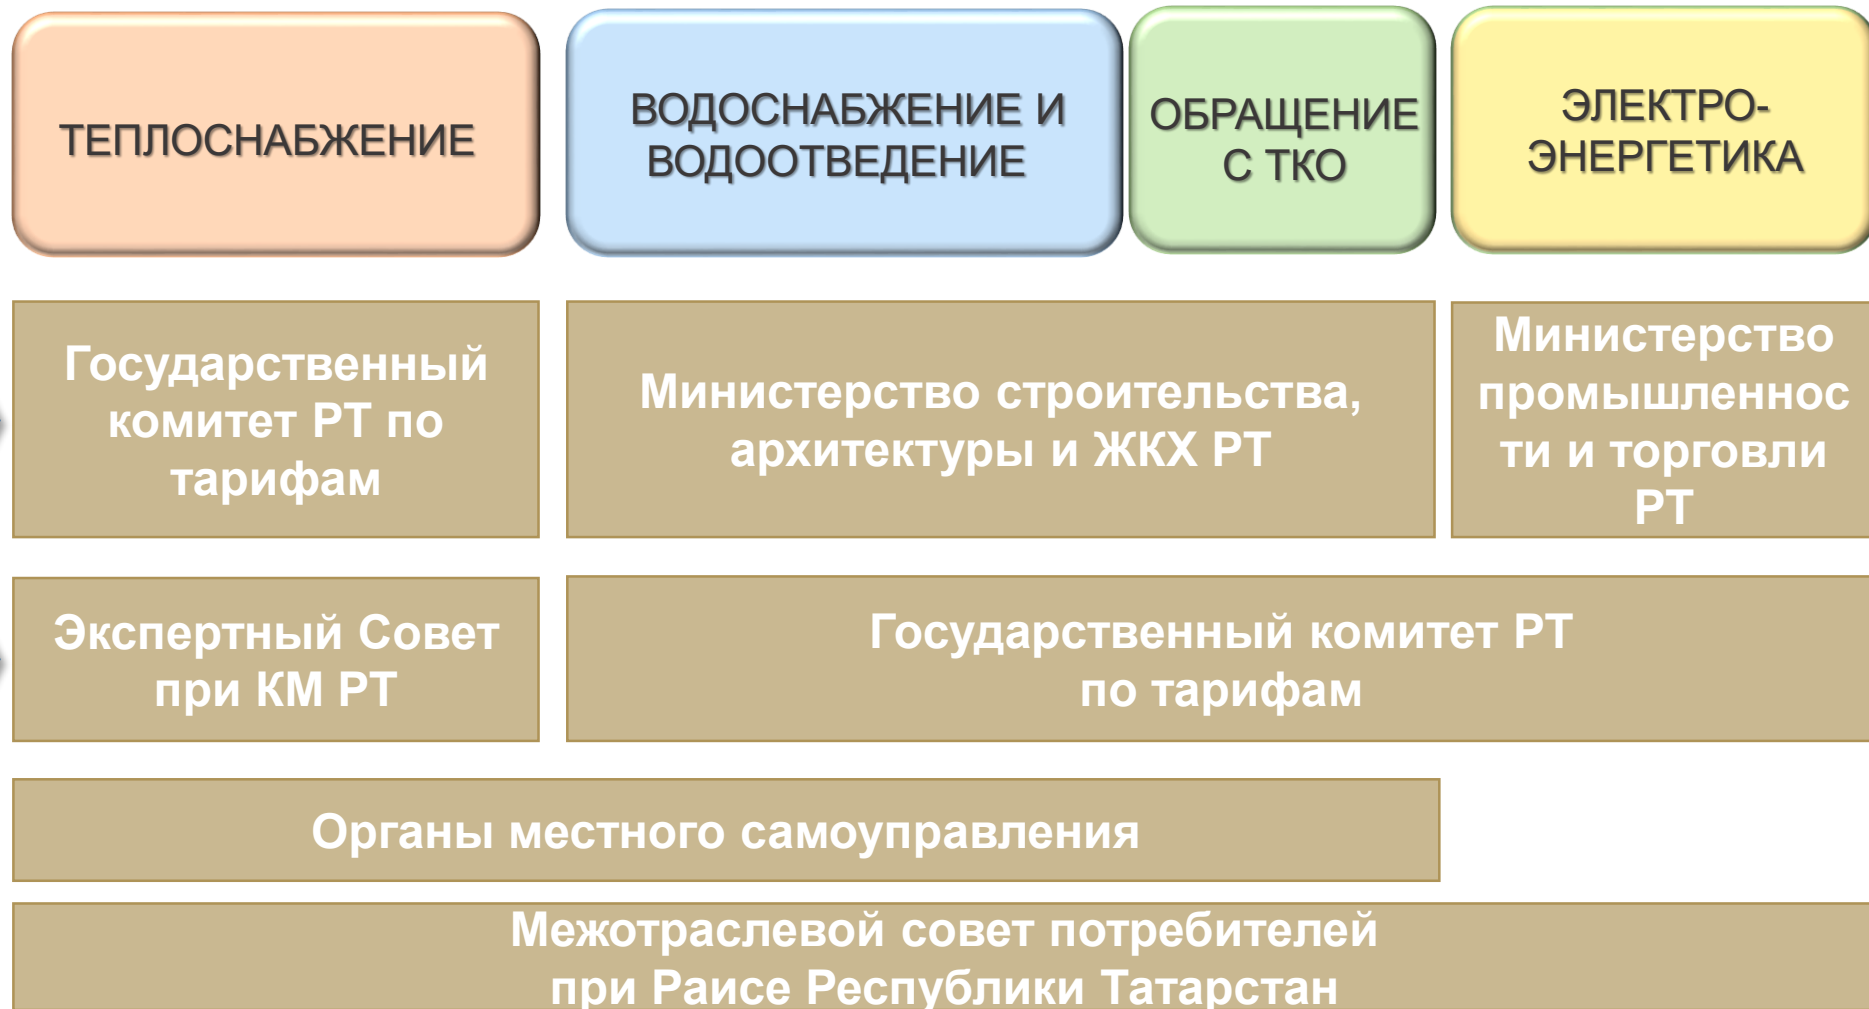 ТЕПЛОСНАБЖЕНИЕ
ВОДОСНАБЖЕНИЕ И
ВОДООТВЕДЕНИЕ
ОБРАЩЕНИЕ
С ТКО
ЭЛЕКТРО-
ЭНЕРГЕТИКА
Государственный
комитет РТ по
тарифам
Министерство строительства,
архитектуры и ЖКХ РТ
Министерство
промышленнос
ти и торговли
РТ
Экспертный Совет
при КМ РТ
Государственный комитет РТ
по тарифам
Органы местного самоуправления
Межотраслевой совет потребителей
при Раисе Республики Татарстан